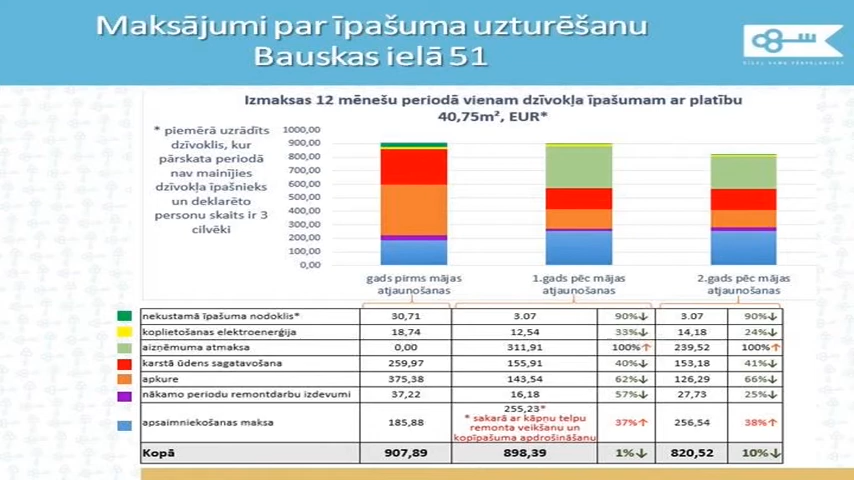 Maksājumi par īpašuma uzturēšanu
Bauskas ielā 51
Izmaksas 12 mēnešu periodā vienam dzīvokļa īpašumam ar platību
40,75m², EUR*
* piemērā uzrādīts
dzīvoklis, kur
pārskata periodā
nav mainījies
dzīvokļa īpašnieks
un deklarēto
personu skaits ir 3
cilvēki
1000,00
900,00
800,00
700,00
600,00
500,00
400,00
300,00
200,00
100,00
0,00
gads pirms mājas
atjaunošanas
1.gads pēc mājas
atjaunošanas
2.gads pēc mājas
atjaunošanas
nekustamā īpašuma nodoklis* 30,71 3.07 90%↓ 3.07 90%↓
koplietošanas elektroenerģija 18,74 12,54 33%↓ 14,18 24%↓
aizņēmuma atmaksa 0,00 311,91 100%↑ 239,52 100%↑
karstā ūdens sagatavošana 259,97 155,91 40%↓ 153,18 41%↓
apkure 375,38 143,54 62%↓ 126,29 66%↓
nākamo periodu remontdarbu izdevumi 37,22 16,18 57%↓ 27,73 25%↓
apsaimniekošanas maksa 185,88 255,23* 37%↑ 256,54 38%↑
* sakarā ar kāpņu telpu
remonta veikšanu un
kopīpašuma apdrošināšanu
Kopā 907,89 898,39 1%↓ 820,52 10%↓